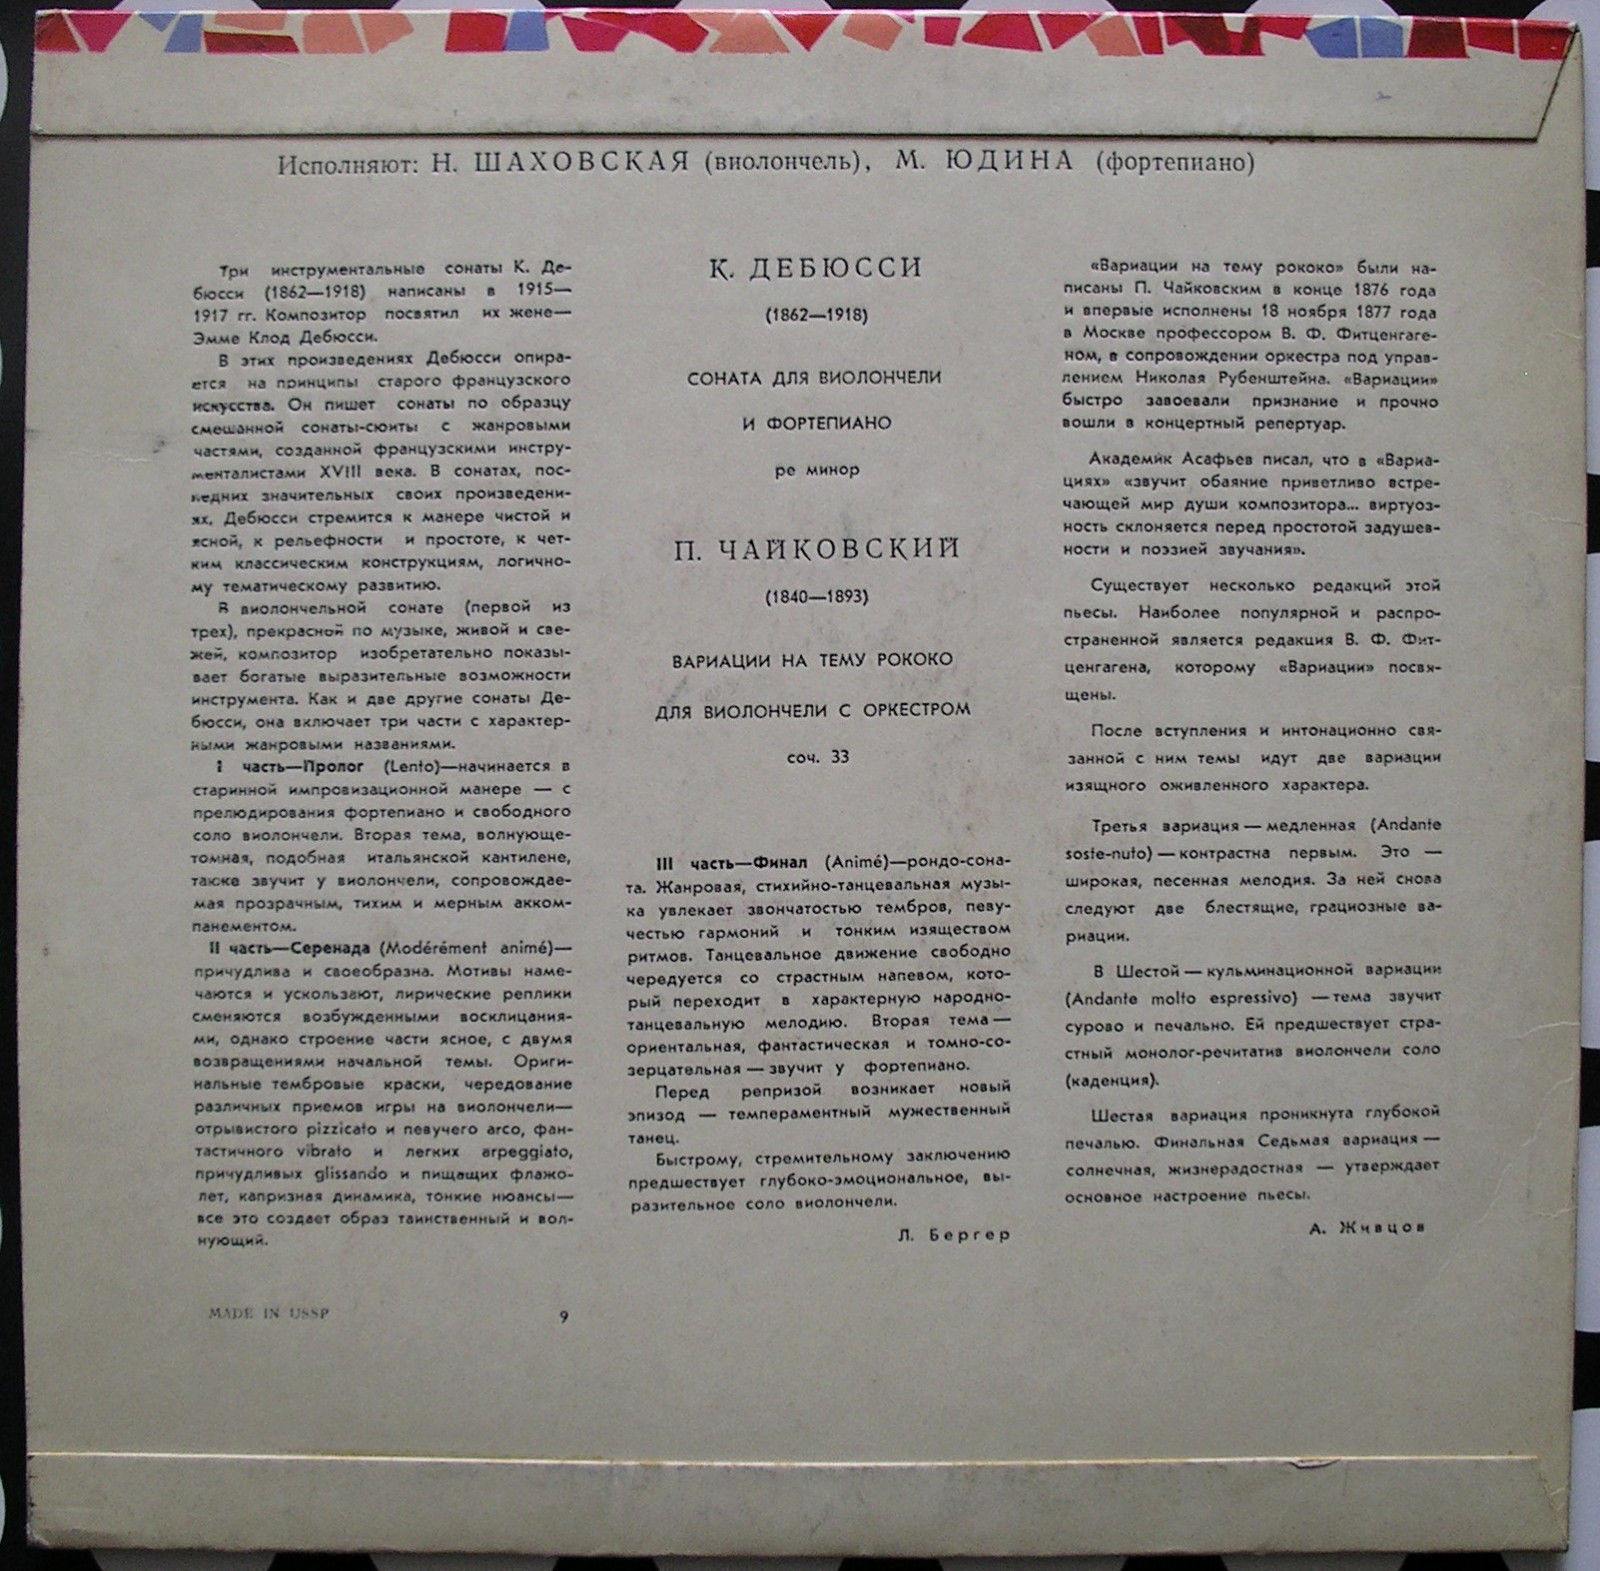 Исполняют: Н. ШАХОВСКАЯ (виолончель), М. ЮДИНА (фортепиано)
Три инструментальные сонаты К. Де-
бюсси (1862—1918) написаны в 1915—
1917 гг. Композитор посвятил их жене—
Эмме Клод Дебюсси.
В этих произведениях Дебюсси опира-
ется на принципы старого французского
искусства. Он пишет сонаты по образцу
смешанной сонаты-сюиты с жанровыми
частями, созданной французскими инстру-
менталистами XVIII века. В сонатах, пос-
ледних значительных своих произведени-
ях, Дебюсси стремится к манере чистой и
ясной, к рельефности и простоте, к чет-
ким классическим конструкциям, логично-
му тематическому развитию.
В виолончельной сонате (первой из
трех), прекрасной по музыке, живой и све-
жей, композитор изобретательно показы-
вает богатые выразительные возможности
инструмента. Как и две другие сонаты Де-
бюсси, она включает три части с характер-
ными жанровыми названиями.
I часть—Пролог (Lento)—начинается в
старинной импровизационной манере — с
прелюдирования фортепиано и свободного
соло виолончели. Вторая тема, волнующе-
томная, подобная итальянской кантилене,
также звучит у виолончели, сопровождае-
мая прозрачным, тихим и мерным акком-
панементом.
II часть—Серенада (Modérément animé)—
причудлива и своеобразна. Мотивы наме-
чаются и ускользают, лирические реплики
сменяются возбужденными восклицания-
ми, однако строение части ясное, с двумя
возвращениями начальной темы. Ориги-
нальные тембровые краски, чередование
различных приемов игры на виолончели—
отрывистого pizzicato и певучего arco, фан-
тастичного vibrato и легких arpeggiato,
причудливых glissando и пищащих флажо-
лет, капризная динамика, тонкие нюансы—
все это создает образ таинственный и вол-
нующий.
MADE IN USSP
9
К. ДЕБЮССИ
(1862—1918)
СОНАТА ДЛЯ ВИОЛОНЧЕЛИ
И ФОРТЕПИАНО
ре минор
П. ЧАЙКОВСКИЙ
(1840—1893)
ВАРИАЦИИ НА ТЕМУ РОКОКО
ДЛЯ ВИОЛОНЧЕЛИ С ОРКЕСТРОМ
соч. 33
III часть—Финал (Animé)—рондо-сона-
та. Жанровая, стихийно-танцевальная музы-
ка увлекает звончатостью тембров, певу-
честью гармоний и тонким изяществом
ритмов. Танцевальное движение свободно
чередуется со страстным напевом, кото-
рый переходит в характерную народно-
танцевальную мелодию. Вторая тема —
ориентальная, фантастическая и томно-со-
зерцательная — звучит у фортепиано.
Перед репризой возникает новый
эпизод — темпераментный мужественный
танец.
Быстрому, стремительному заключению
предшествует глубоко-эмоциональное, вы-
разительное соло виолончели.
Л. Бергер
«Вариации на тему рококо» были на-
писаны П. Чайковским в конце 1876 года
и впервые исполнены 18 ноября 1877 года
в Москве профессором В. Ф. Фитценгаге-
ном, в сопровождении оркестра под управ-
лением Николая Рубенштейна. «Вариации»
быстро завоевали признание и прочно
вошли в концертный репертуар.
Академик Асафьев писал, что в «Вариа-
циях» «звучит обаяние приветливо встре-
чающей мир души композитора... виртуоз-
ность склоняется перед простотой задушев-
ности и поэзией звучания».
Существует несколько редакций этой
пьесы. Наиболее популярной и распро-
страненной является редакция В. Ф. Фит-
ценгагена, которому «Вариации» посвя-
щены.
После вступления и интонационно свя-
занной с ним темы идут две вариации
изящного оживленного характера.
Третья вариация — медленная (Andante
soste-nuto) — контрастна первым. Это —
широкая, песенная мелодия. За ней снова
следуют две блестящие, грациозные ва-
риации.
В Шестой — кульминационной вариации
(Andante molto espressivo) — тема звучит
сурово и печально. Ей предшествует стра-
стный монолог-речитатив виолончели соло
(каденция).
Шестая вариация проникнута глубокой
печалью. Финальная Седьмая вариация —
солнечная, жизнерадостная — утверждает
основное настроение пьесы.
А. Живцов